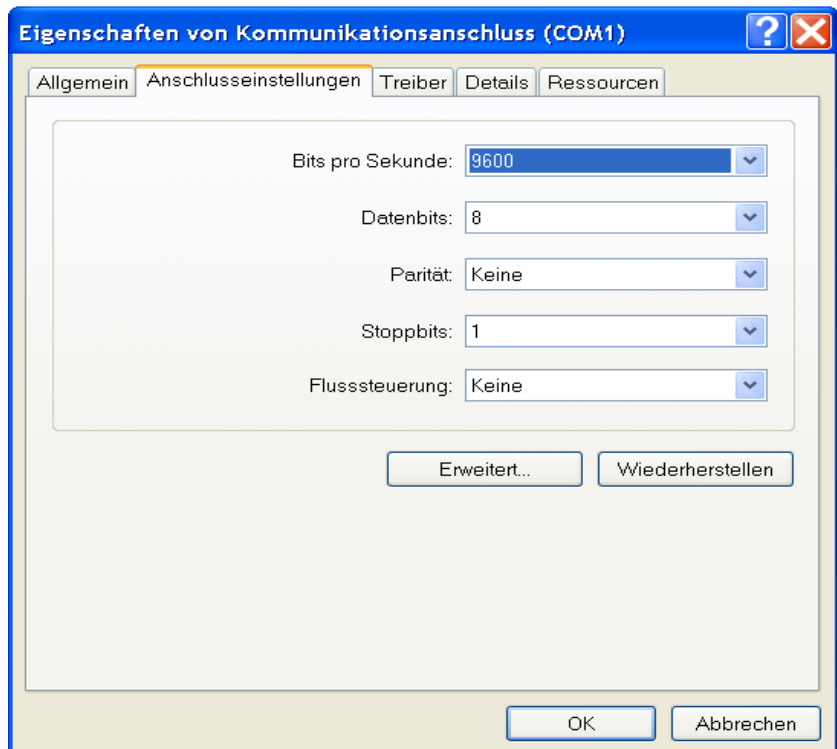 Eigenschaften von Kommunikationsanschluss (COM1)
Allgemein Anschlusseinstellungen Treiber Details Ressourcen
Bits pro Sekunde: 9600
Datenbits: 8
Parität: Keine
Stoppbits: 1
Flusssteuerung: Keine
Erweitert... Wiederherstellen
OK Abbrechen